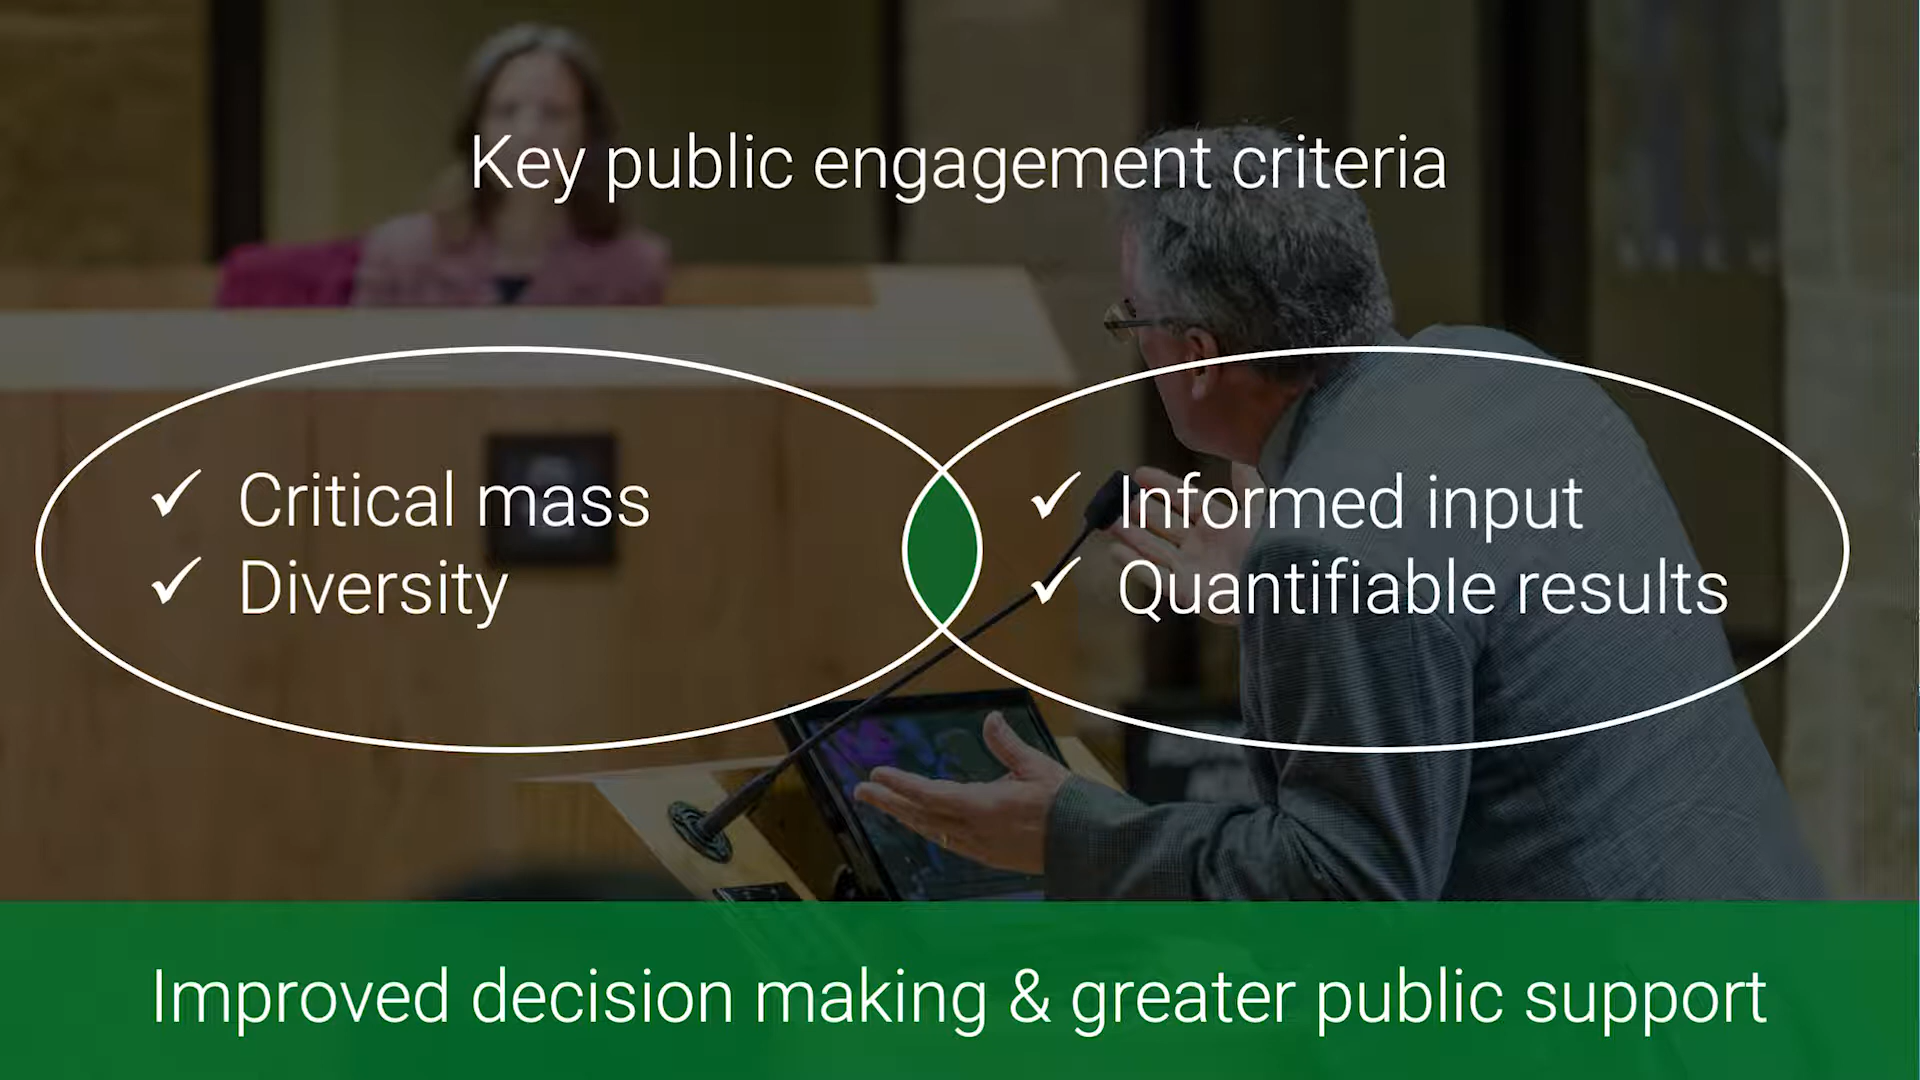 Key public engagement criteria
✓ Critical mass
✓ Diversity
✓ Informed input
✓ Quantifiable results
Improved decision making & greater public support